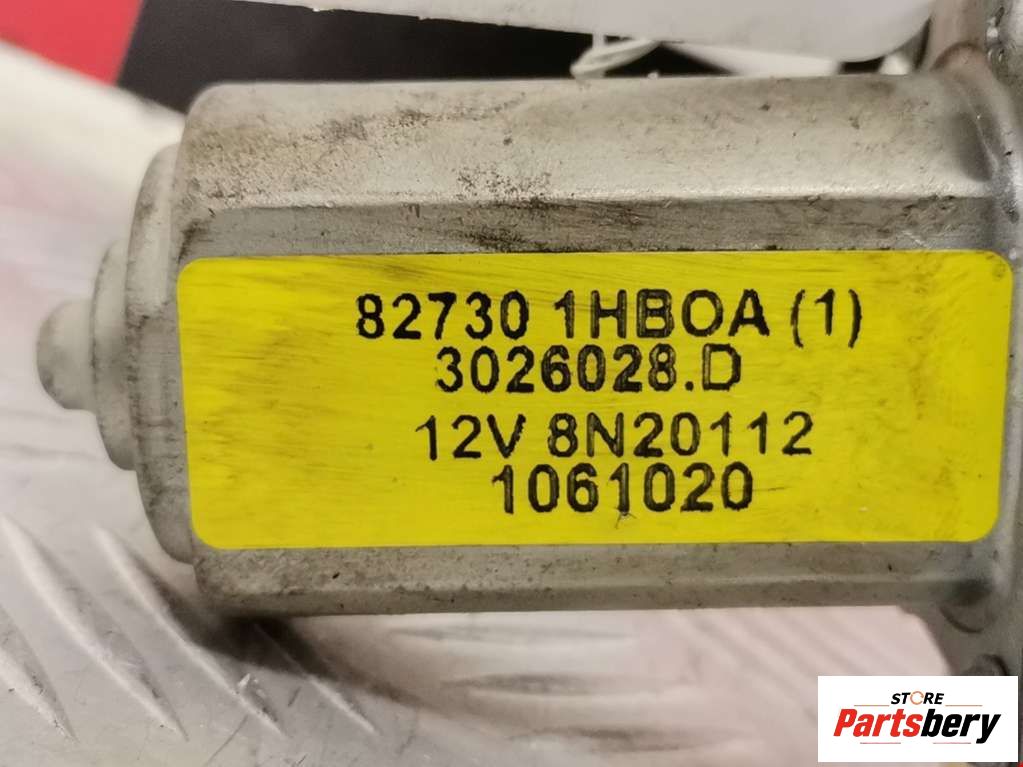 82730 1HBOA (1)
3026028.D
12V 8N20112
1061020
STORE
Partsbery